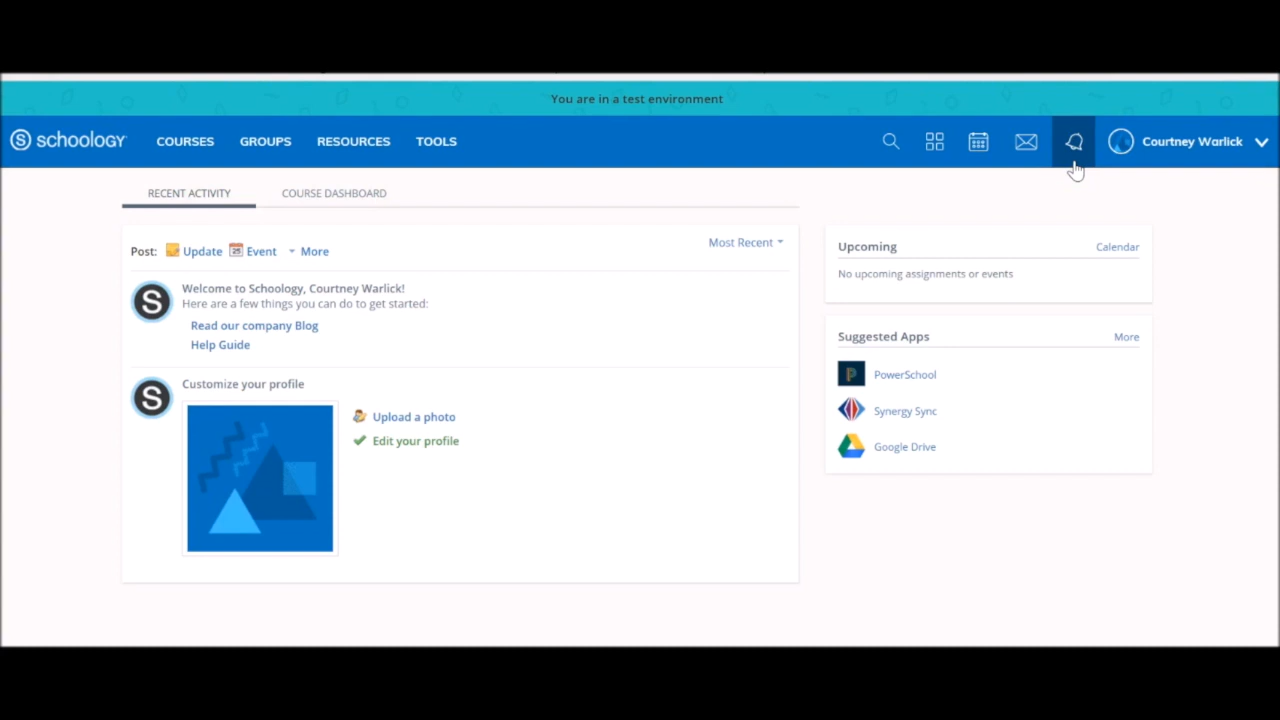 You are in a test environment
S schoology COURSES GROUPS RESOURCES TOOLS Courtney Warlick
RECENT ACTIVITY COURSE DASHBOARD
Post: Update 25 Event More Most Recent
S Welcome to Schoology, Courtney Warlick!
Here are a few things you can do to get started:
Read our company Blog
Help Guide
S Customize your profile
Upload a photo
Edit your profile
Upcoming Calendar
No upcoming assignments or events
Suggested Apps More
P PowerSchool
Synergy Sync
Google Drive